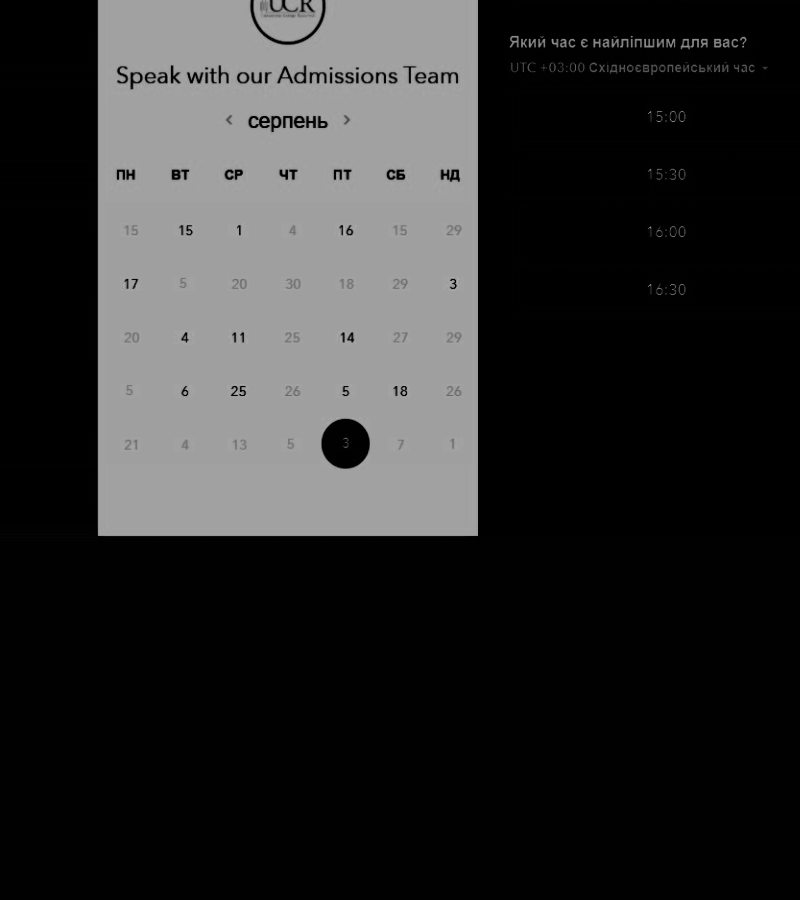 UCR
Speak with our Admissions Team
серпень
ПН ВТ СР ЧТ ПТ СБ НД
15 15 1 4 16 15 29
17 5 20 30 18 29 3
20 4 11 25 14 27 29
5 6 25 26 5 18 26
21 4 13 5 3 7 1
Який час є найліпшим для вас?
UTC +03:00 Східноєвропейський час
15:00
15:30
16:00
16:30